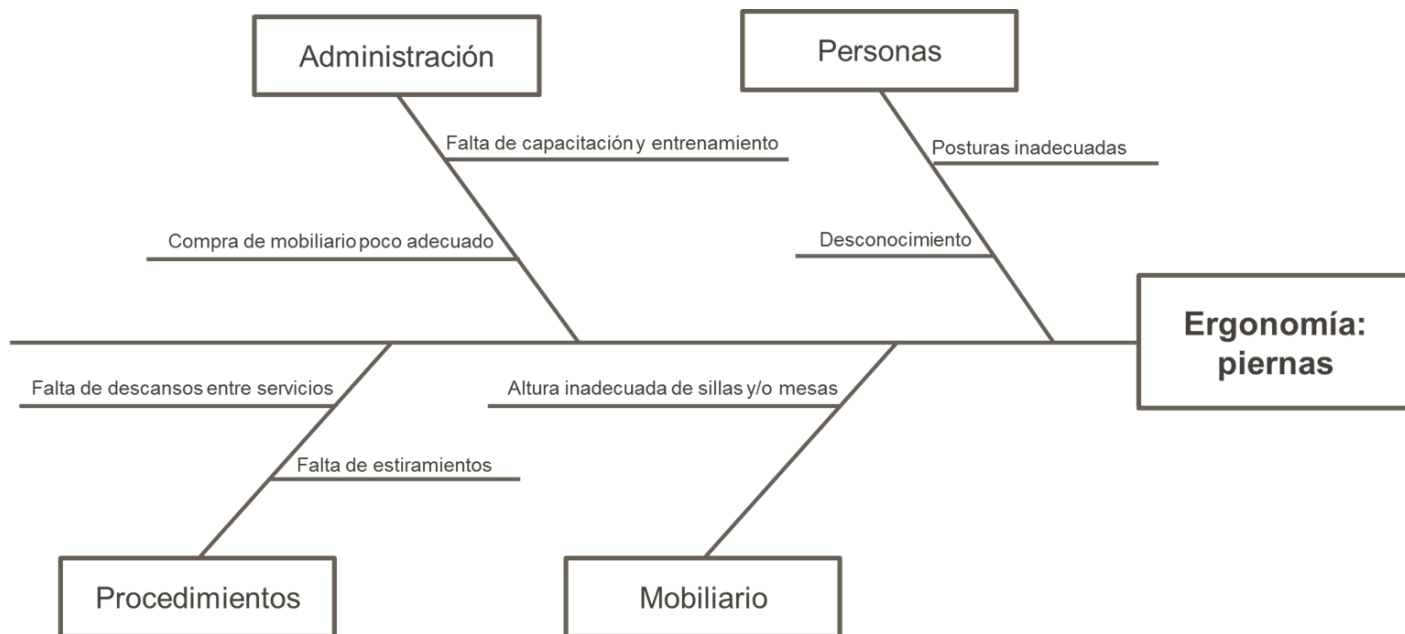 Administración
Personas
Falta de capacitación y entrenamiento
Posturas inadecuadas
Compra de mobiliario poco adecuado
Desconocimiento
Ergonomía:
piernas
Falta de descansos entre servicios
Altura inadecuada de sillas y/o mesas
Falta de estiramientos
Procedimientos
Mobiliario